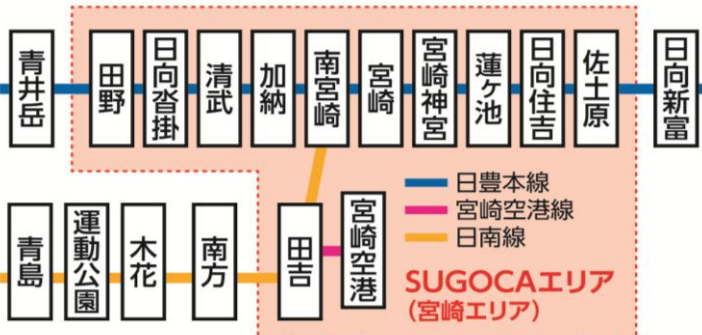 青井岳
田野
日向沓掛
清武
加納
南宮崎
宮崎
宮崎神宮
蓮ヶ池
日向住吉
佐土原
日向新富
青島
運動公園
木花
南方
田吉
宮崎空港
日豊本線
宮崎空港線
日南線
SUGOCAエリア
(宮崎エリア)